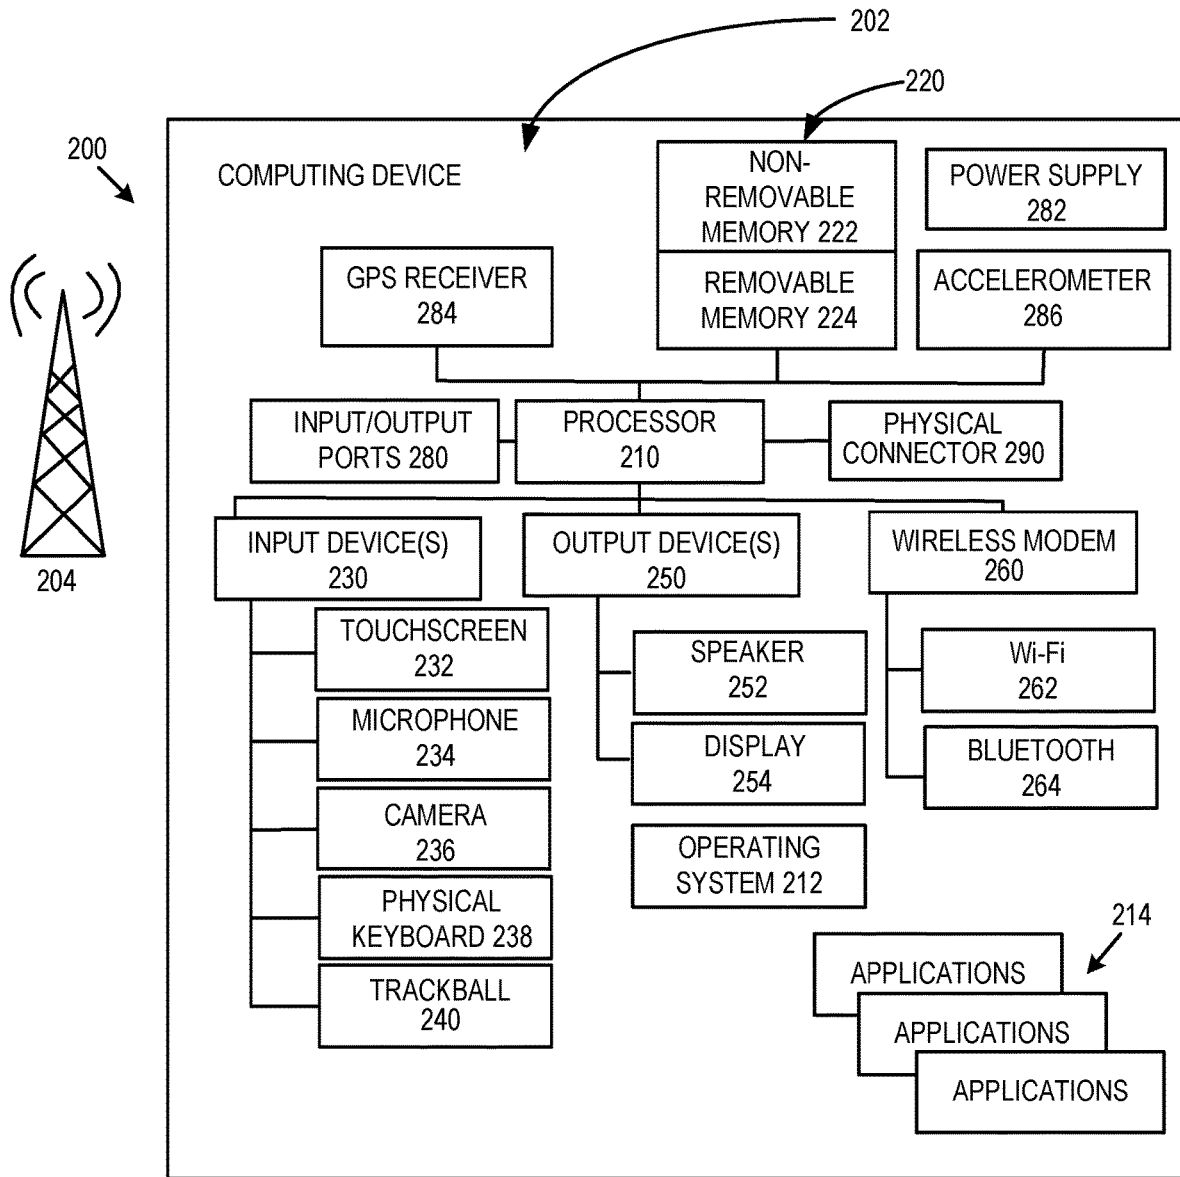 202
220
200
COMPUTING DEVICE
NON-
REMOVABLE
MEMORY 222
POWER SUPPLY
282
GPS RECEIVER
284
REMOVABLE
MEMORY 224
ACCELEROMETER
286
INPUT/OUTPUT
PORTS 280
PROCESSOR
210
PHYSICAL
CONNECTOR 290
204
INPUT DEVICE(S)
230
OUTPUT DEVICE(S)
250
WIRELESS MODEM
260
TOUCHSCREEN
232
MICROPHONE
234
CAMERA
236
PHYSICAL
KEYBOARD 238
TRACKBALL
240
SPEAKER
252
DISPLAY
254
OPERATING
SYSTEM 212
Wi-Fi
262
BLUETOOTH
264
214
APPLICATIONS
APPLICATIONS
APPLICATIONS